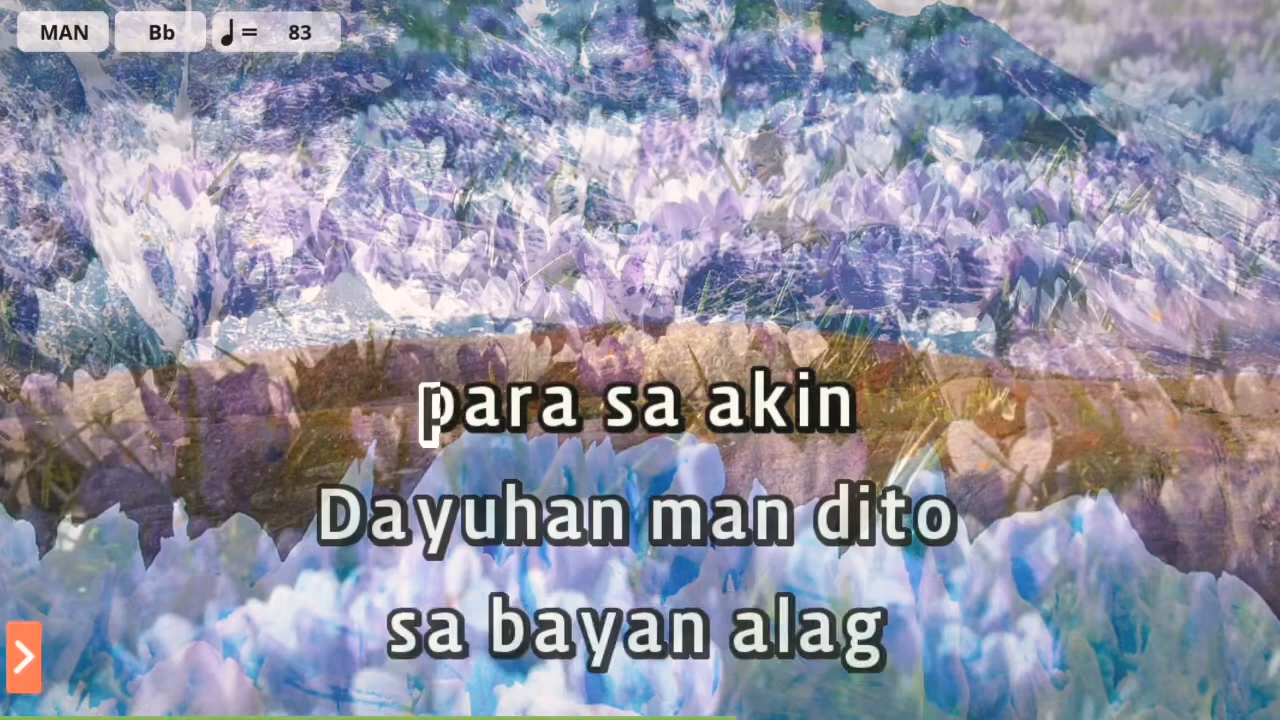 MAN Bb ♩= 83
para sa akin
Dayuhan man dito
sa bayan alag